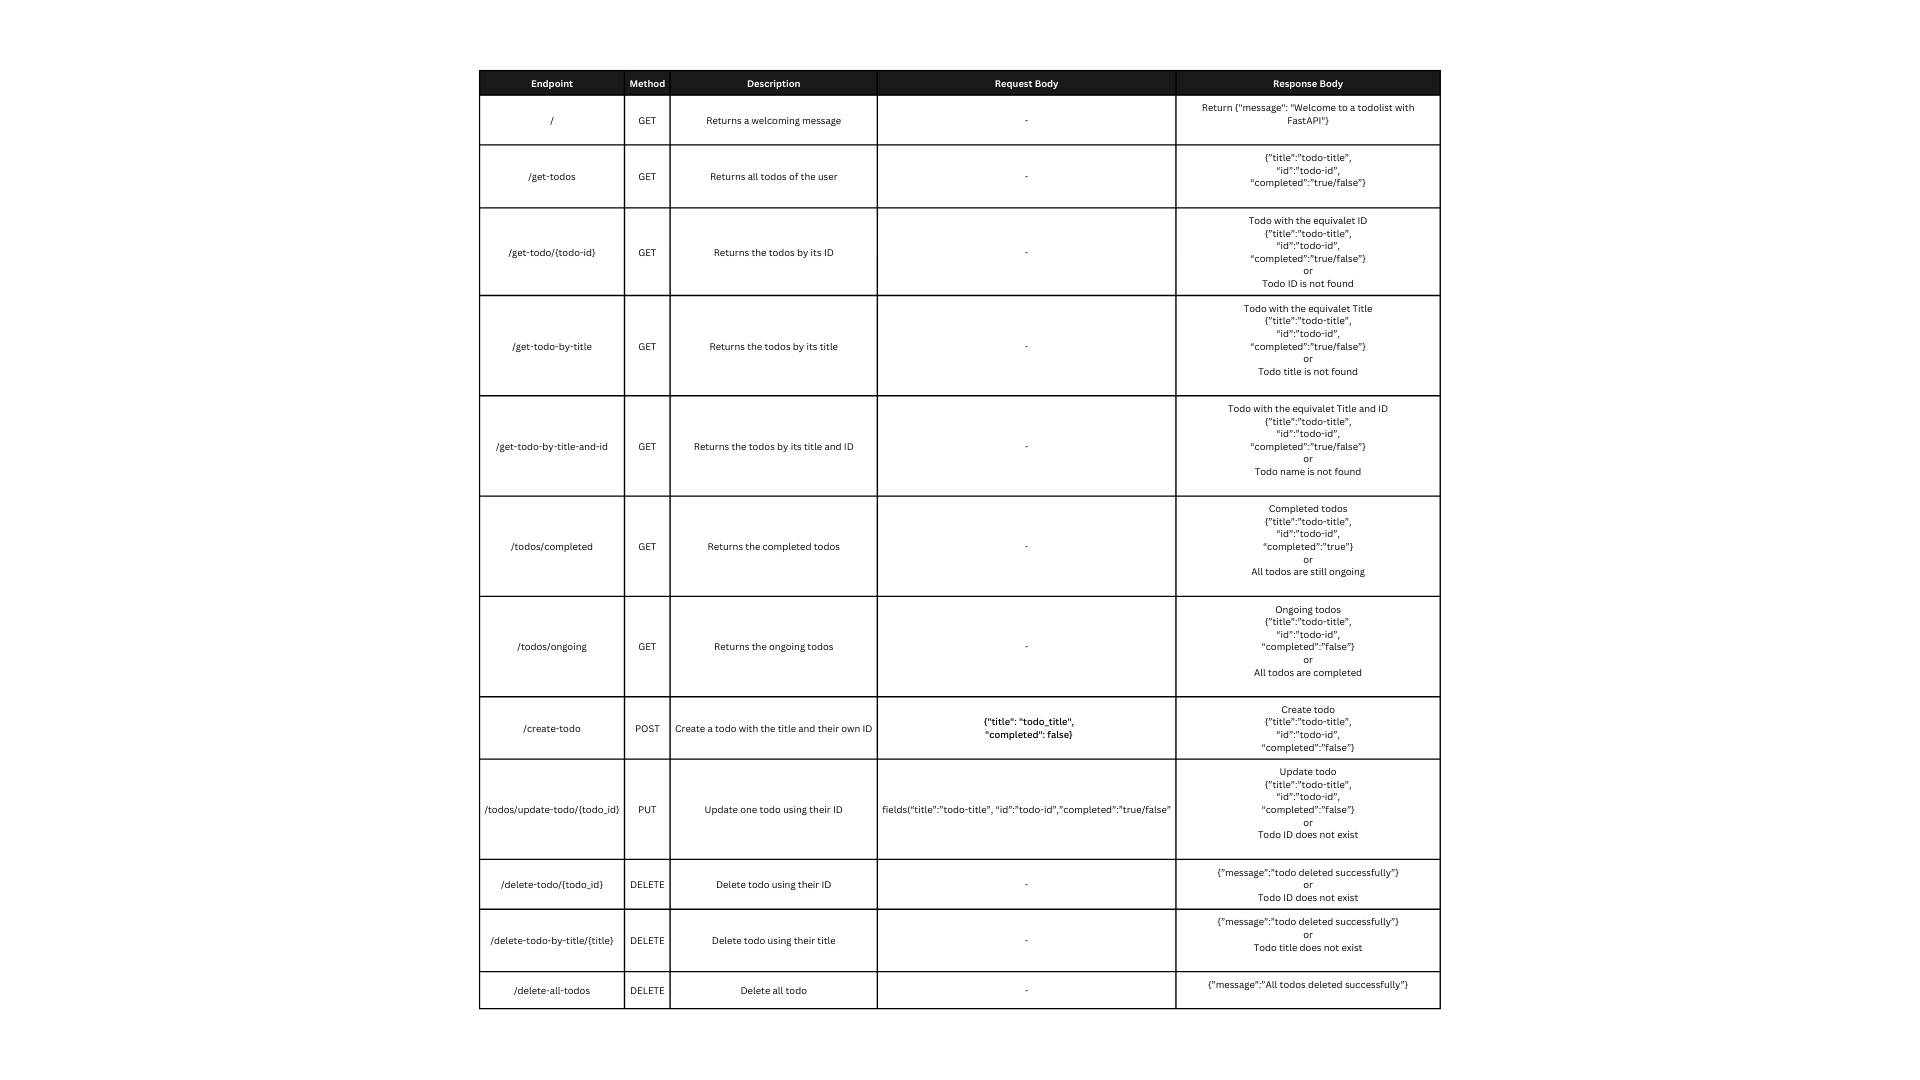 Endpoint Method Description Request Body Response Body
/ GET Returns a welcoming message - Return {"message": "Welcome to a todolist with
FastAPI"}
/get-todos GET Returns all todos of the user - {”title”:”todo-title”,
“id”:”todo-id”,
“completed”:”true/false”}
/get-todo/{todo-id} GET Returns the todos by its ID - Todo with the equivalet ID
{”title”:”todo-title”,
“id”:”todo-id”,
“completed”:”true/false”}
or
Todo ID is not found
/get-todo-by-title GET Returns the todos by its title - Todo with the equivalet Title
{”title”:”todo-title”,
“id”:”todo-id”,
“completed”:”true/false”}
or
Todo title is not found
/get-todo-by-title-and-id GET Returns the todos by its title and ID - Todo with the equivalet Title and ID
{”title”:”todo-title”,
“id”:”todo-id”,
“completed”:”true/false”}
or
Todo name is not found
/todos/completed GET Returns the completed todos - Completed todos
{”title”:”todo-title”,
“id”:”todo-id”,
“completed”:”true”}
or
All todos are still ongoing
/todos/ongoing GET Returns the ongoing todos - Ongoing todos
{”title”:”todo-title”,
“id”:”todo-id”,
“completed”:”false”}
or
All todos are completed
/create-todo POST Create a todo with the title and their own ID {"title": "todo_title",
"completed": false}
Create todo
{”title”:”todo-title”,
“id”:”todo-id”,
“completed”:”false”}
/todos/update-todo/{todo_id} PUT Update one todo using their ID fields(“title”:”todo-title”, “id”:”todo-id”,”completed”:”true/false”
Update todo
{”title”:”todo-title”,
“id”:”todo-id”,
“completed”:”false”}
or
Todo ID does not exist
/delete-todo/{todo_id} DELETE Delete todo using their ID - {”message”:”todo deleted successfully”}
or
Todo ID does not exist
/delete-todo-by-title/{title} DELETE Delete todo using their title - {”message”:”todo deleted successfully”}
or
Todo title does not exist
/delete-all-todos DELETE Delete all todo - {”message”:”All todos deleted successfully”}